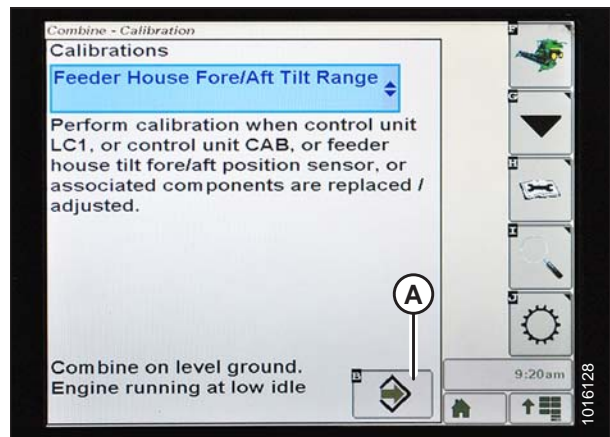 Combine - Calibration
Calibrations
Feeder House Fore/Aft Tilt Range
Perform calibration when control unit
LC1, or control unit CAB, or feeder
house tilt fore/aft position sensor, or
associated components are replaced /
adjusted.
A
Combine on level ground.
Engine running at low idle
B
F
G
H
I
J
9:20am
1016128